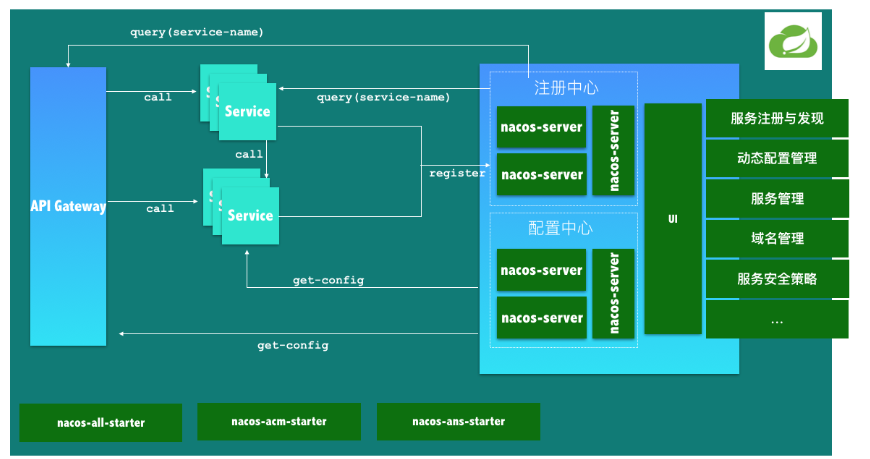 query(service-name)
注册中心
call
S
S
Service
query(service-name)
nacos-server
nacos-server
nacos-server
UI
服务注册与发现
动态配置管理
服务管理
域名管理
服务安全策略
...
call
register
API Gateway
call
S
S
Service
配置中心
nacos-server
nacos-server
nacos-server
get-config
get-config
nacos-all-starter
nacos-acm-starter
nacos-ans-starter